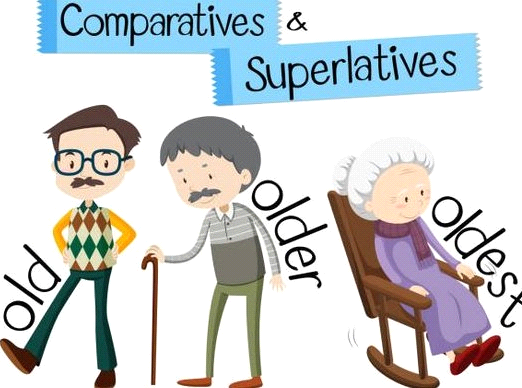 Comparatives &
Superlatives
old
older
oldest